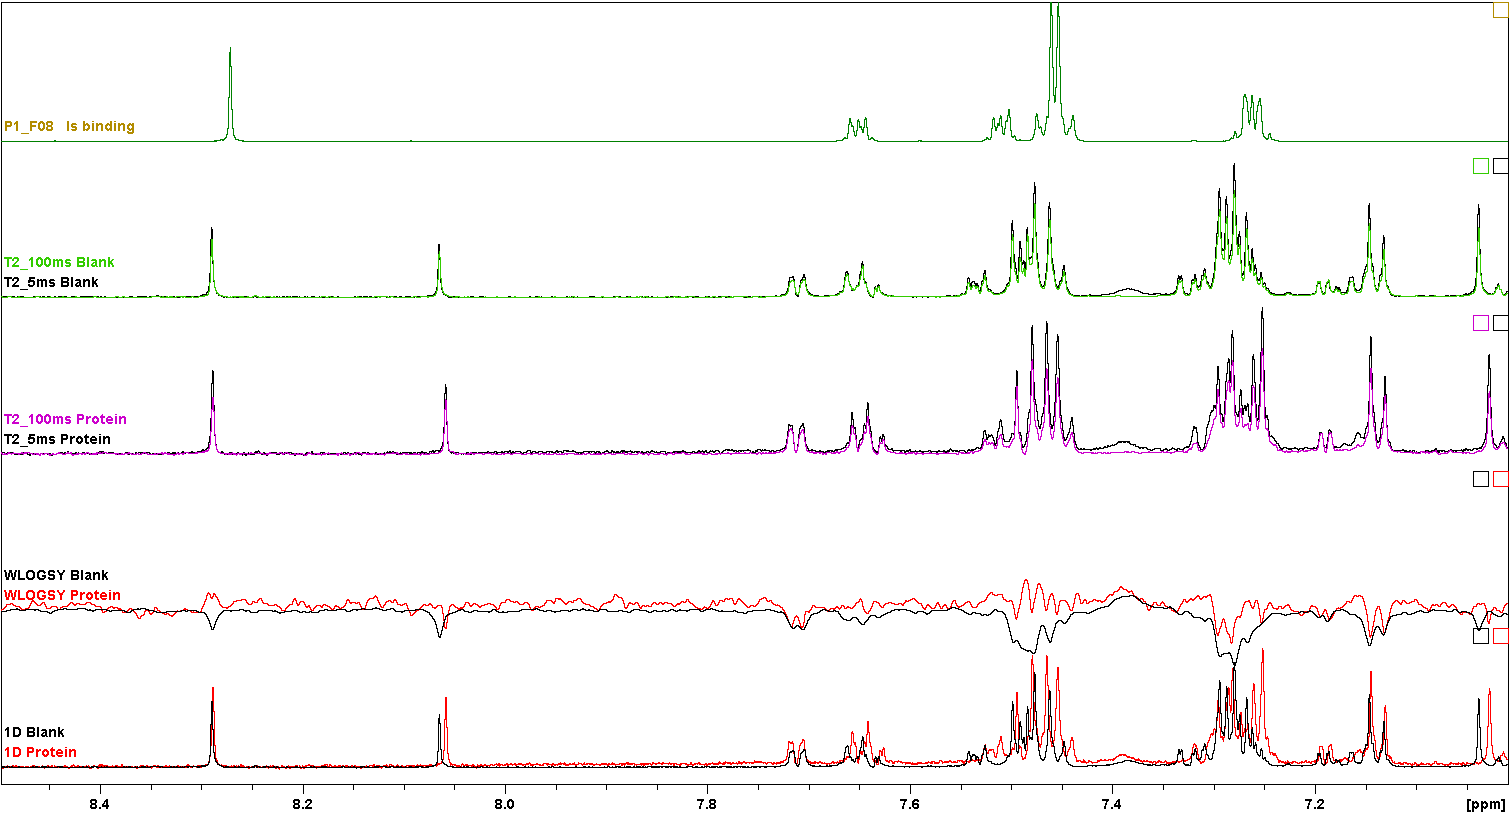 P1_F08 Is binding
T2_100ms Blank
T2_5ms Blank
T2_100ms Protein
T2_5ms Protein
WLOGSY Blank
WLOGSY Protein
1D Blank
1D Protein
8.4 8.2 8.0 7.8 7.6 7.4 7.2 [ppm]